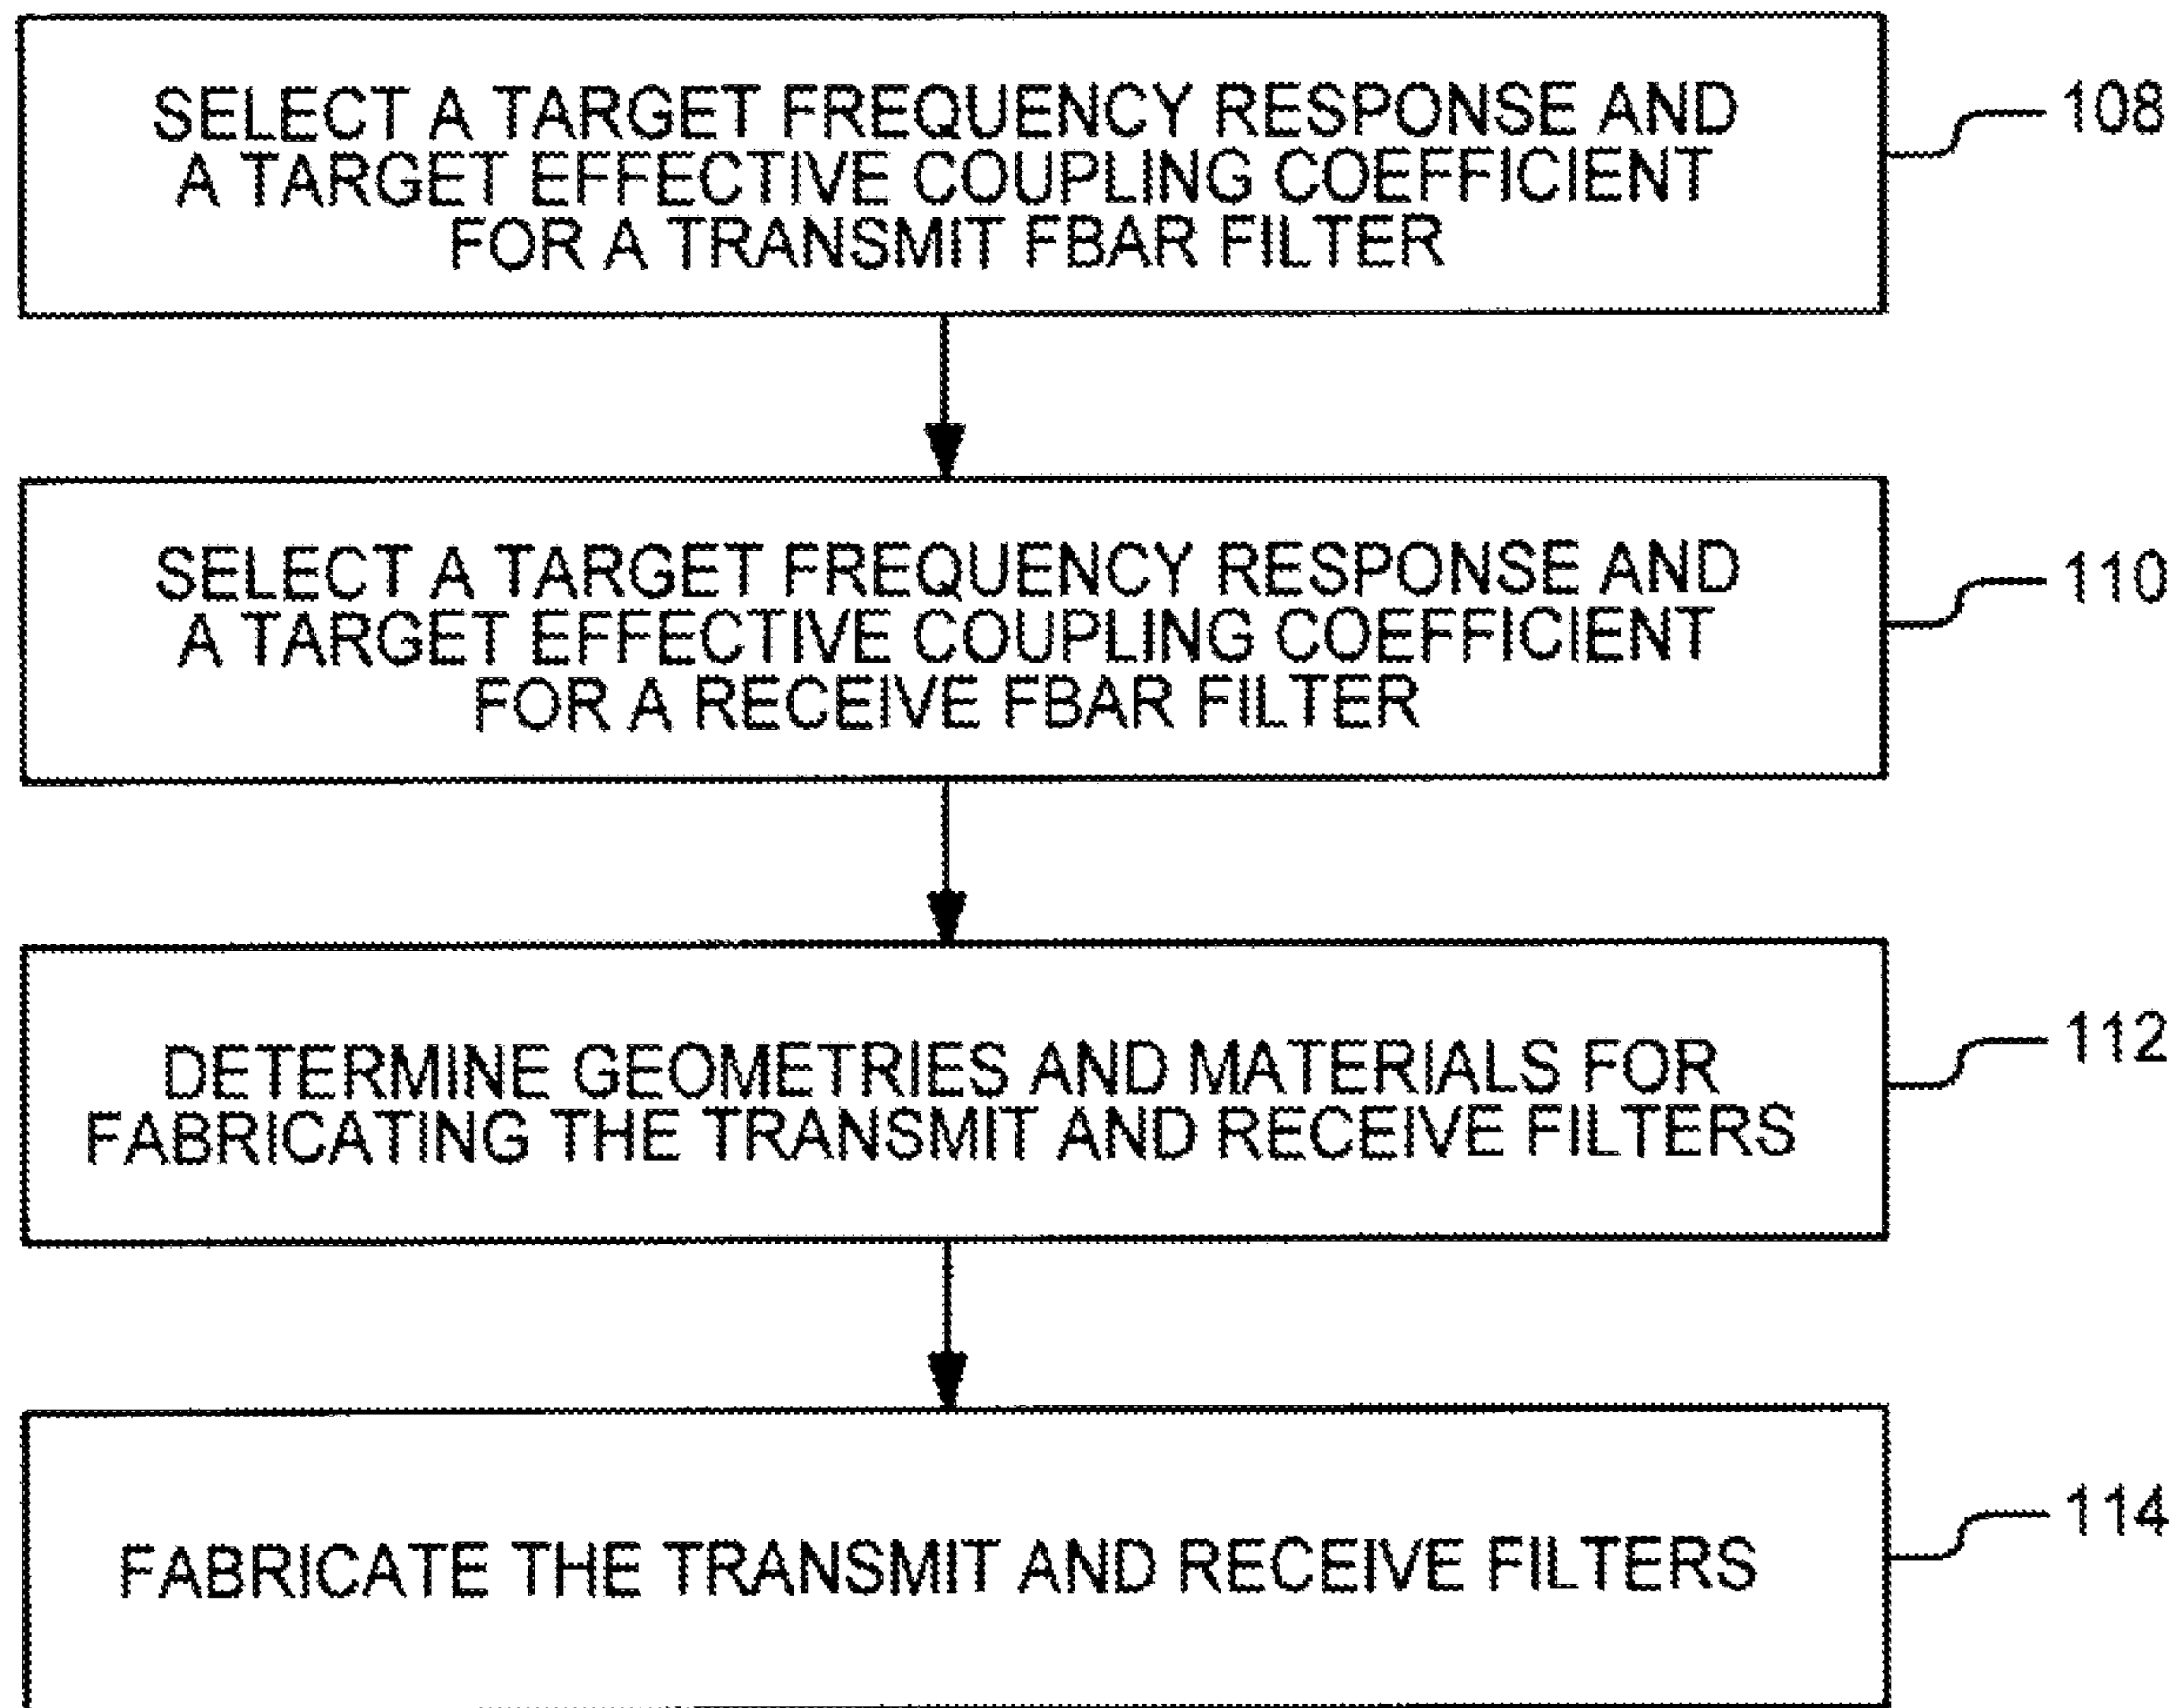 SELECT A TARGET FREQUENCY RESPONSE AND
A TARGET EFFECTIVE COUPLING COEFFICIENT
FOR A TRANSMIT FBAR FILTER
108
SELECT A TARGET FREQUENCY RESPONSE AND
A TARGET EFFECTIVE COUPLING COEFFICIENT
FOR A RECEIVE FBAR FILTER
110
DETERMINE GEOMETRIES AND MATERIALS FOR
FABRICATING THE TRANSMIT AND RECEIVE FILTERS
112
FABRICATE THE TRANSMIT AND RECEIVE FILTERS
114